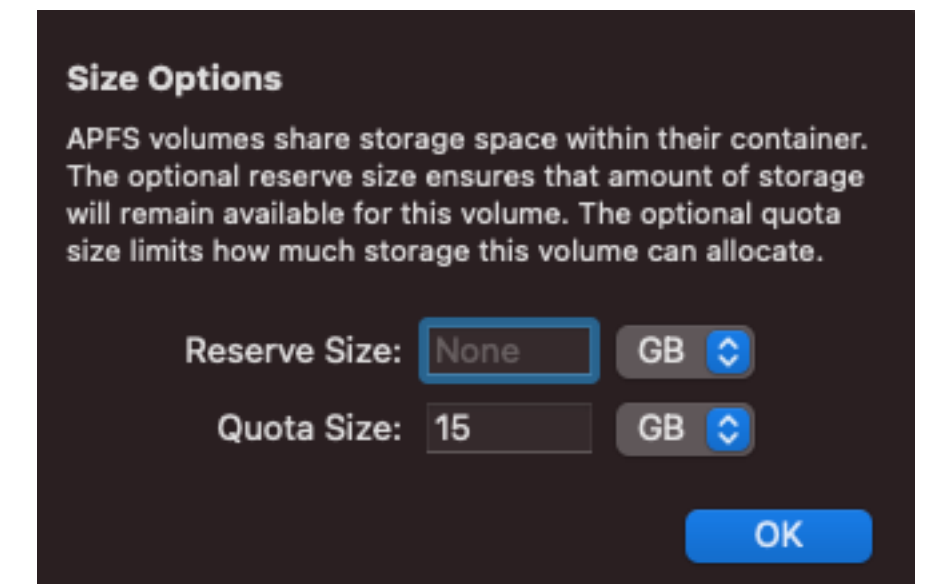 Size Options
APFS volumes share storage space within their container.
The optional reserve size ensures that amount of storage
will remain available for this volume. The optional quota
size limits how much storage this volume can allocate.
Reserve Size: None GB
Quota Size: 15 GB
OK